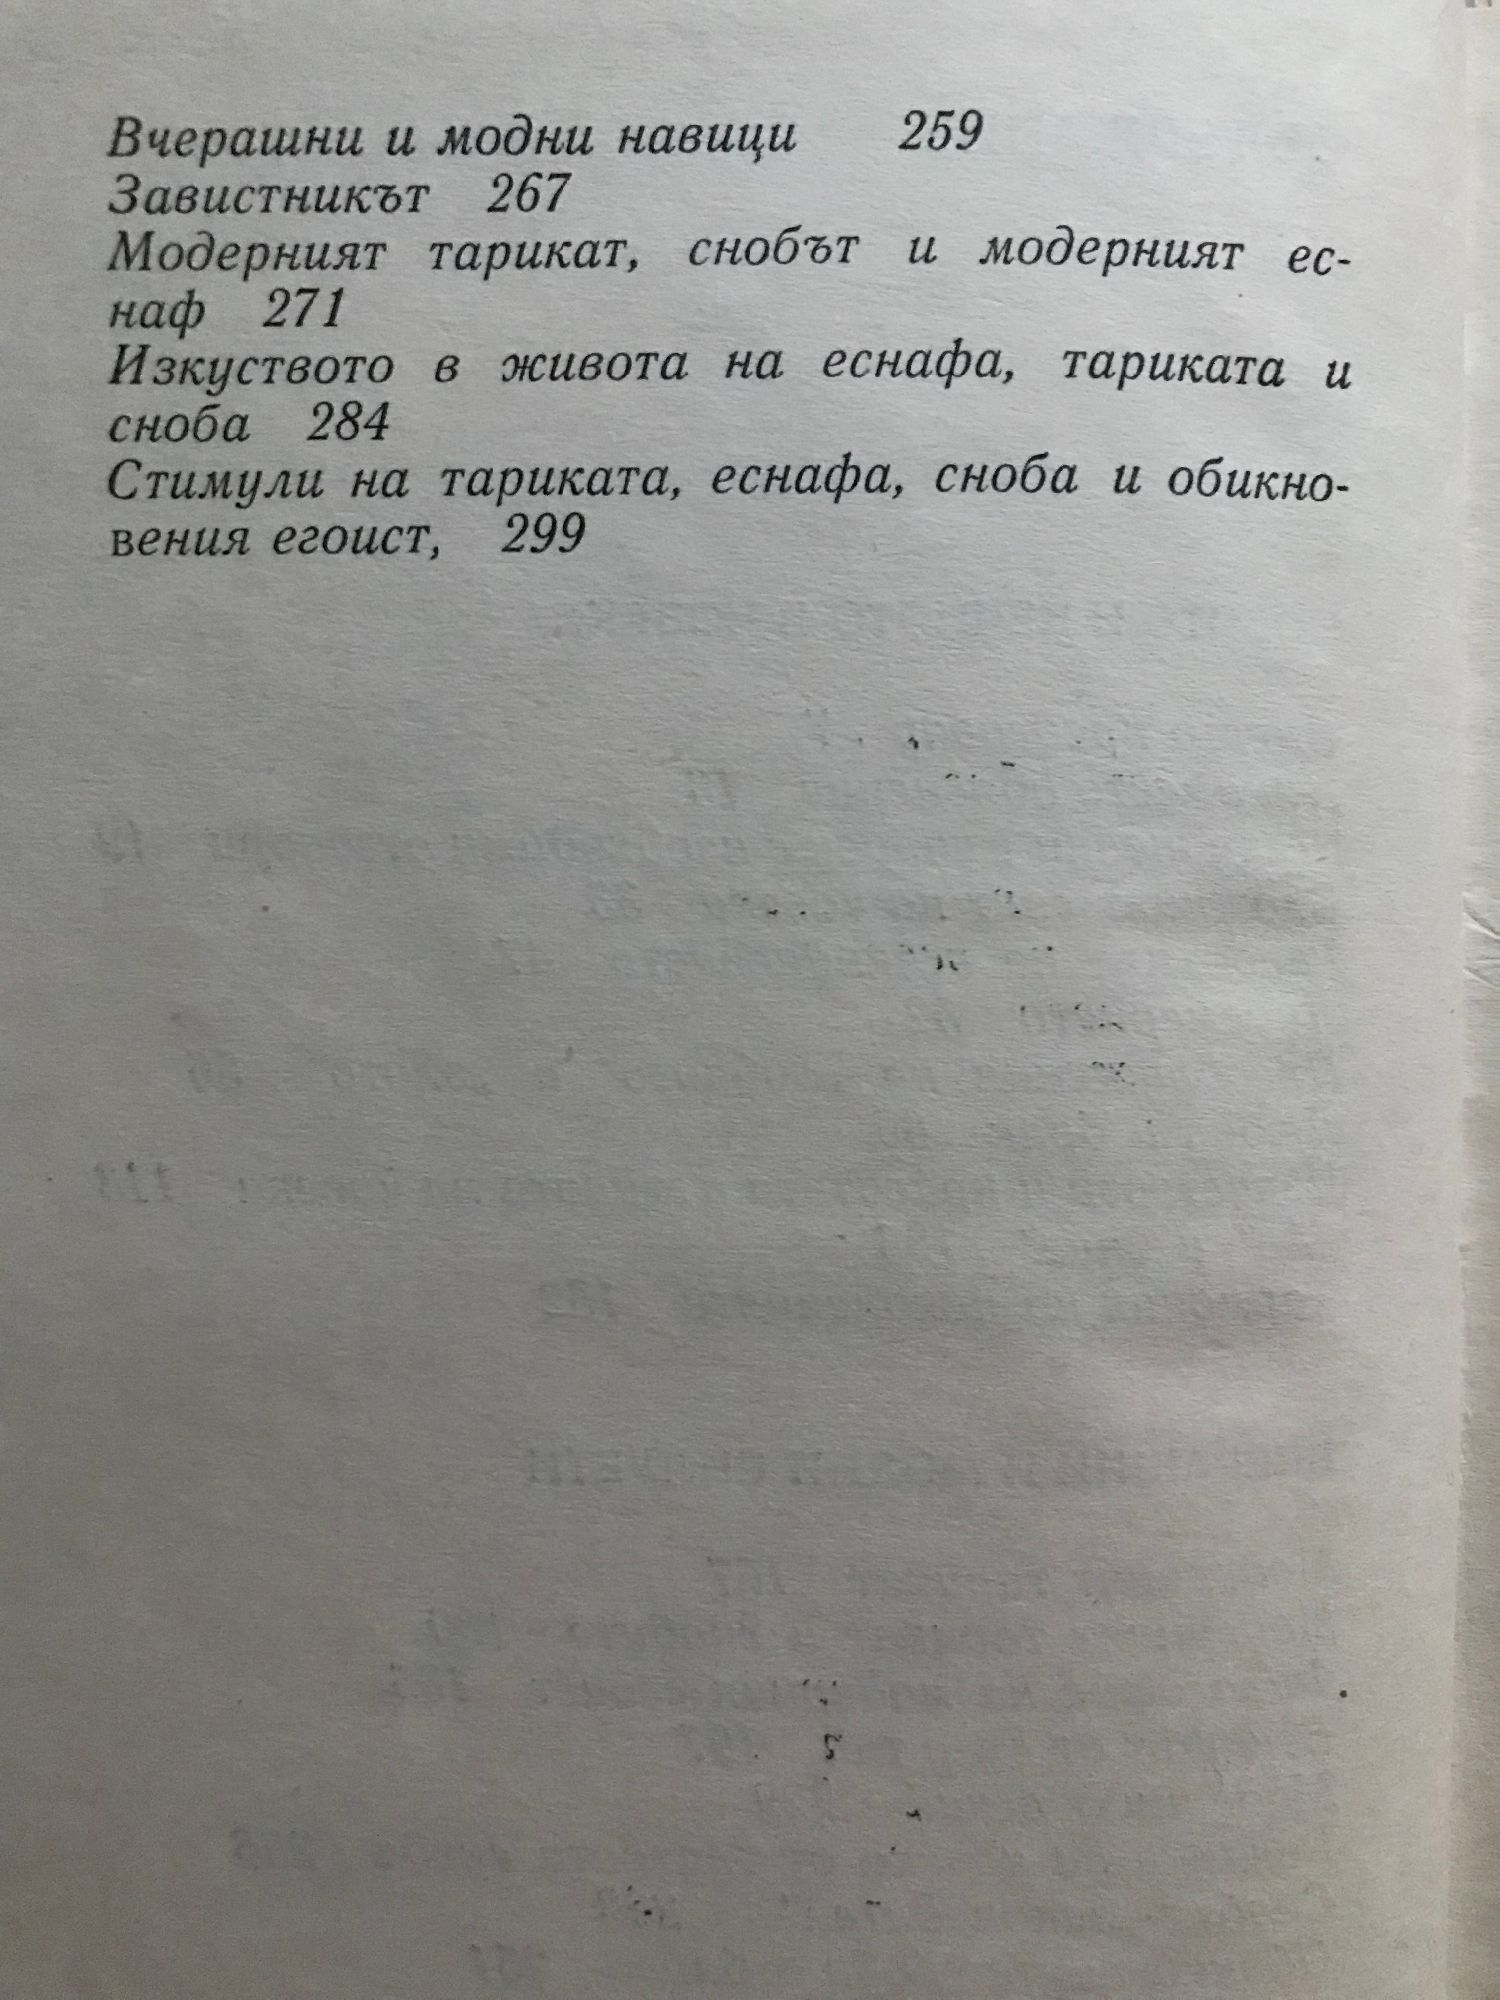 Вчерашни и модни навици 259
Завистникът 267
Модерният тарикат, снобът и модерният ес-
наф 271
Изкуството в живота на еснафа, тариката и
сноба 284
Стимули на тариката, еснафа, сноба и обикно-
вения егоист, 299